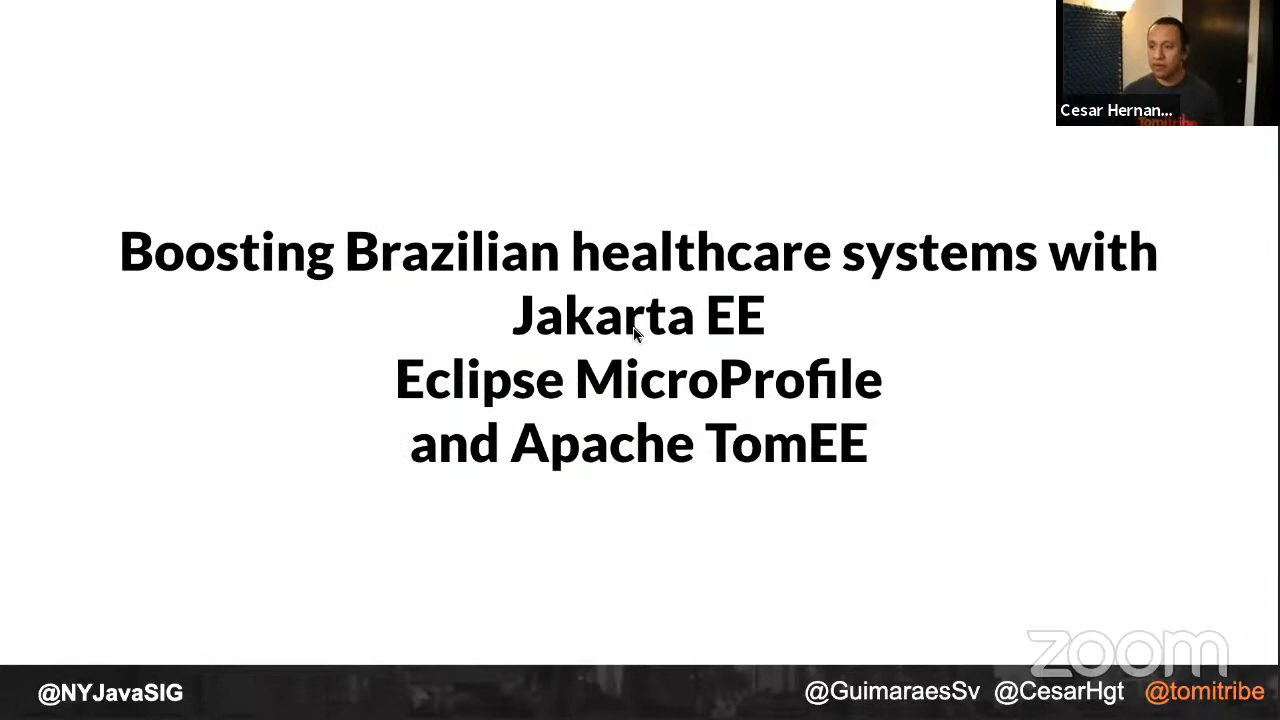 Cesar Hernan...
Tomitribe
Boosting Brazilian healthcare systems with
Jakarta EE
Eclipse MicroProfile
and Apache TomEE
zoom
@NYJavaSIG
@GuimaraesSv @CesarHgt @tomitribe